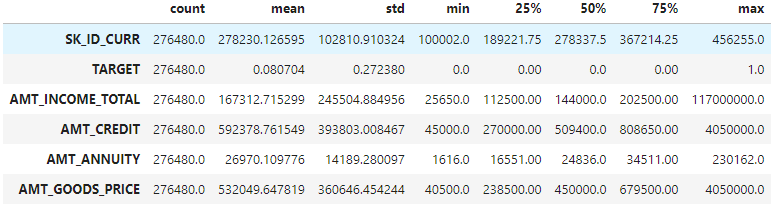 count mean std min 25% 50% 75% max
SK_ID_CURR 276480.0 278230.126595 102810.910324 100002.0 189221.75 278337.5 367214.25 456255.0
TARGET 276480.0 0.080704 0.272380 0.0 0.00 0.0 0.00 1.0
AMT_INCOME_TOTAL 276480.0 167312.715299 245504.884956 25650.0 112500.00 144000.0 202500.00 117000000.0
AMT_CREDIT 276480.0 592378.761549 393803.008467 45000.0 270000.00 509400.0 808650.00 4050000.0
AMT_ANNUITY 276480.0 26970.109776 14189.280097 1616.0 16551.00 24836.0 34511.00 230162.0
AMT_GOODS_PRICE 276480.0 532049.647819 360646.454244 40500.0 238500.00 450000.0 679500.00 4050000.0